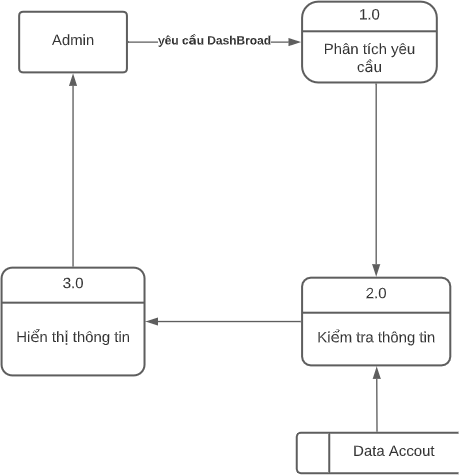 Admin
yêu cầu DashBroad
1.0
Phân tích yêu
cầu
3.0
Hiển thị thông tin
2.0
Kiểm tra thông tin
Data Accout